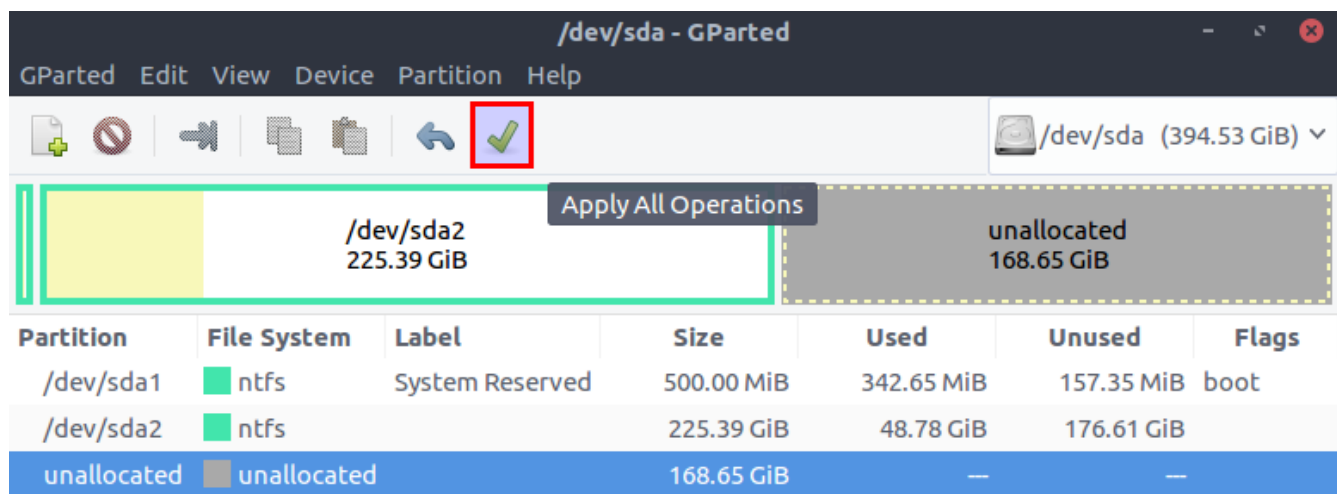 /dev/sda - GParted
GParted Edit View Device Partition Help
/dev/sda (394.53 GiB)
Apply All Operations
/dev/sda2
225.39 GiB
unallocated
168.65 GiB
Partition File System Label Size Used Unused Flags
/dev/sda1 ntfs System Reserved 500.00 MiB 342.65 MiB 157.35 MiB boot
/dev/sda2 ntfs 225.39 GiB 48.78 GiB 176.61 GiB
unallocated unallocated 168.65 GiB --- ---